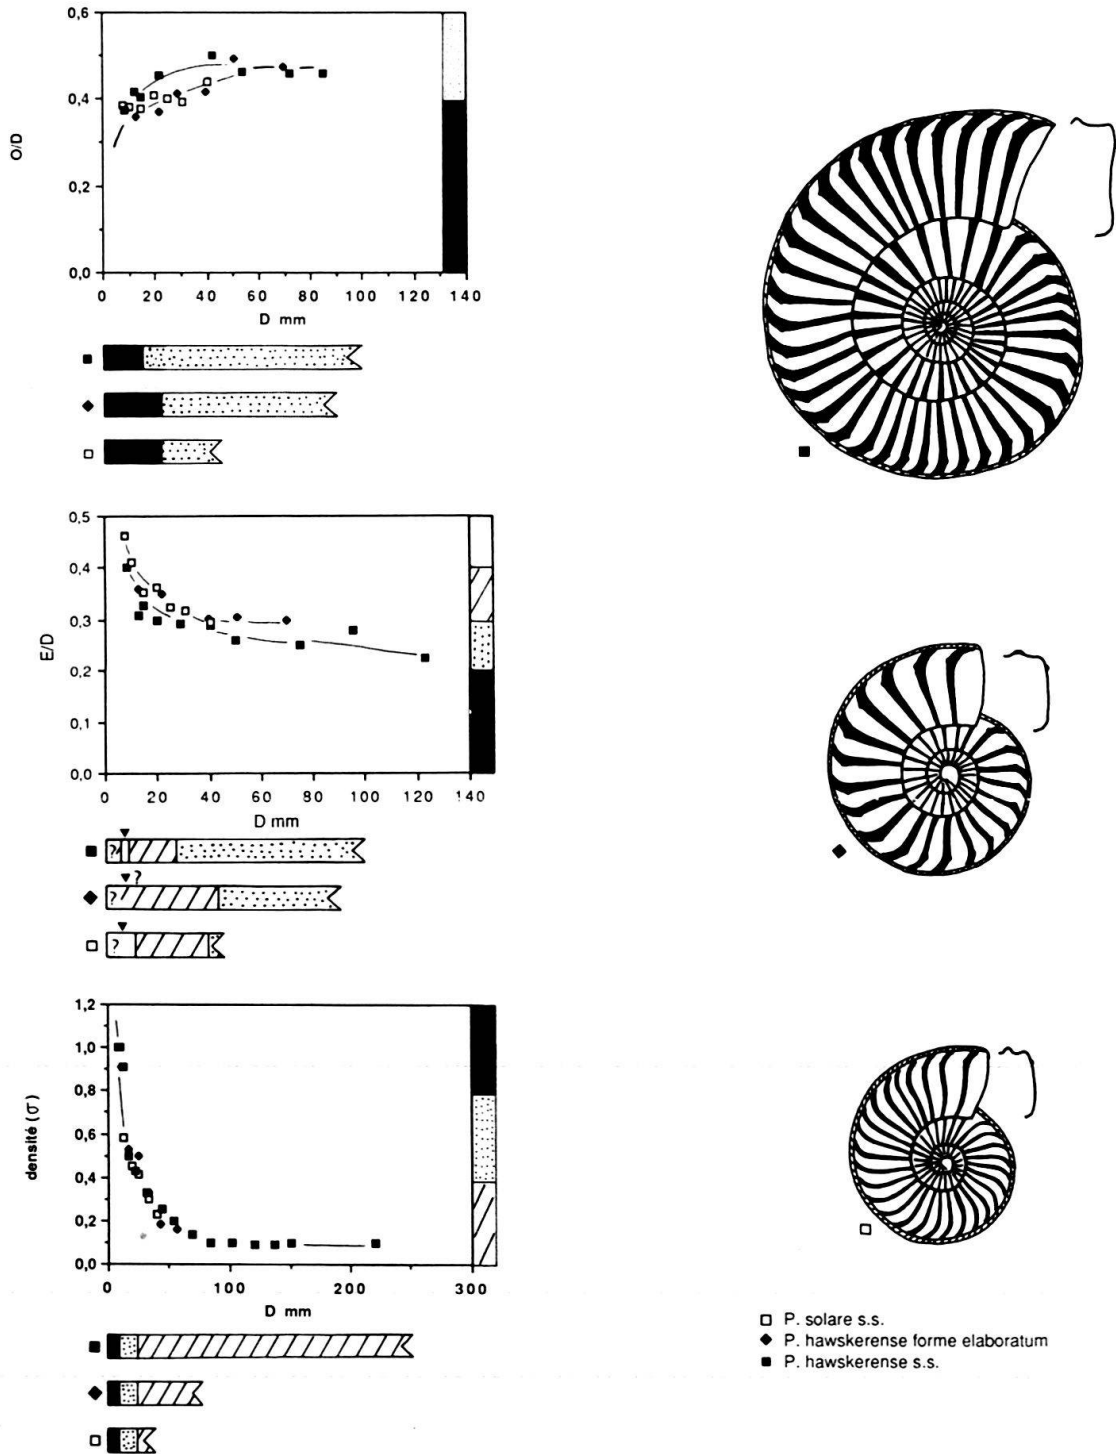 0,6
0,4
O/D
0,2
0,0
0 20 40 60 80 100 120 140
D mm
0,5
0,4
0,3
E/D
0,2
0,1
0,0
0 20 40 60 80 100 120 140
D mm
?
? ?
?
1,2
1,0
0,8
densité (σ)
0,6
0,4
0,2
0,0
0 100 200 300
D mm
P. solare s.s.
P. hawskerense forme elaboratum
P. hawskerense s.s.